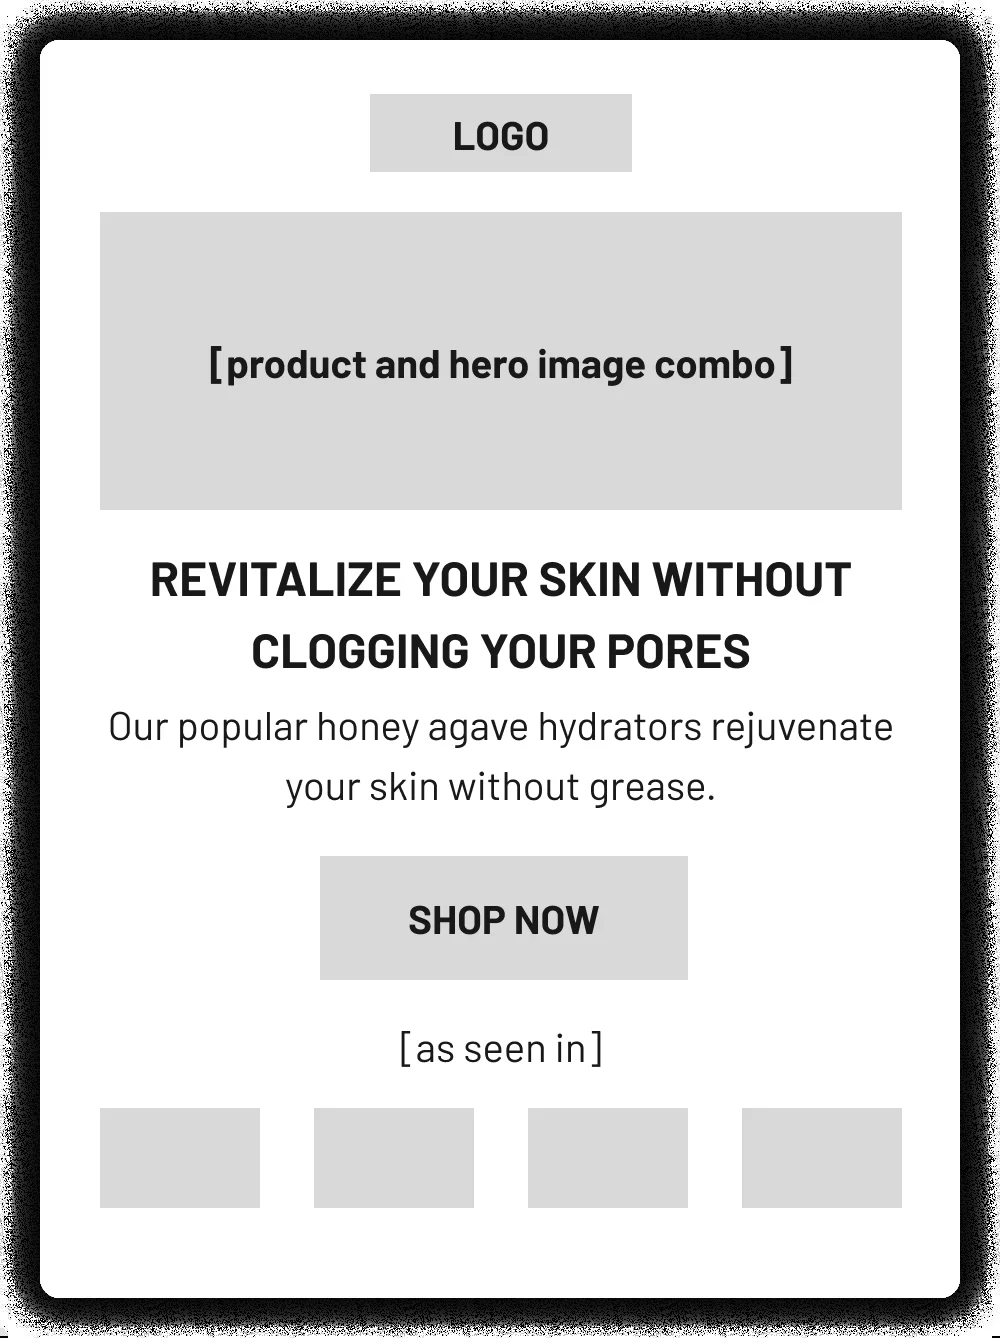 LOGO
[product and hero image combo]
REVITALIZE YOUR SKIN WITHOUT
CLOGGING YOUR PORES
Our popular honey agave hydrators rejuvenate
your skin without grease.
SHOP NOW
[as seen in]